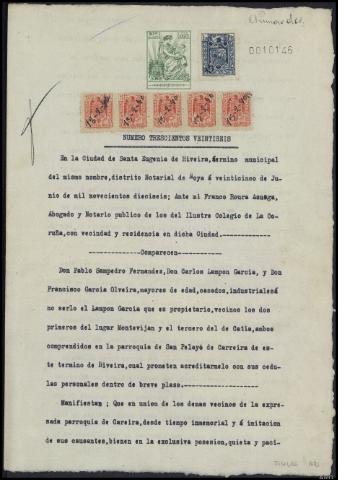 0010146
NUMERO TRESCIENTOS VEINTISEIS
En la Ciudad de Santa Eugenia de Riveira, término municipal
del mismo nombre, distrito Notarial de Noya á veinticinco de Ju-
nio de mil novecientos dieciseis; Ante mi Franco Roura Asuaga,
Abogado y Notario publico de los del Ilustre Colegio de La Co-
ruña, con vecindad y residencia en dicha Ciudad.--------------
--------------------Comparecen--------------------
Don Pablo Sampedro Fernandez, Don Carlos Lampon Garcia, y Don
Francisco Garcia Olveira, mayores de edad, casados, industriales á
no serlo el Lampon Garcia que es propietario, vecinos los dos
primeros del lugar Montevijan y el tercero del de Catia, ambos
comprendidos en la parroquia de San Pelayo de Carreira de es-
te termino de Riveira, cual prometen acreditarmelo con sus cedu-
las personales dentro de breve plazo.------------------
Manifiestan; Que en union de los demas vecinos de la expre-
sada parroquia de Careira, desde tiempo inmemorial y á imitacion
de sus causantes, bienen en la exclusiva posesion, quieta y paci-